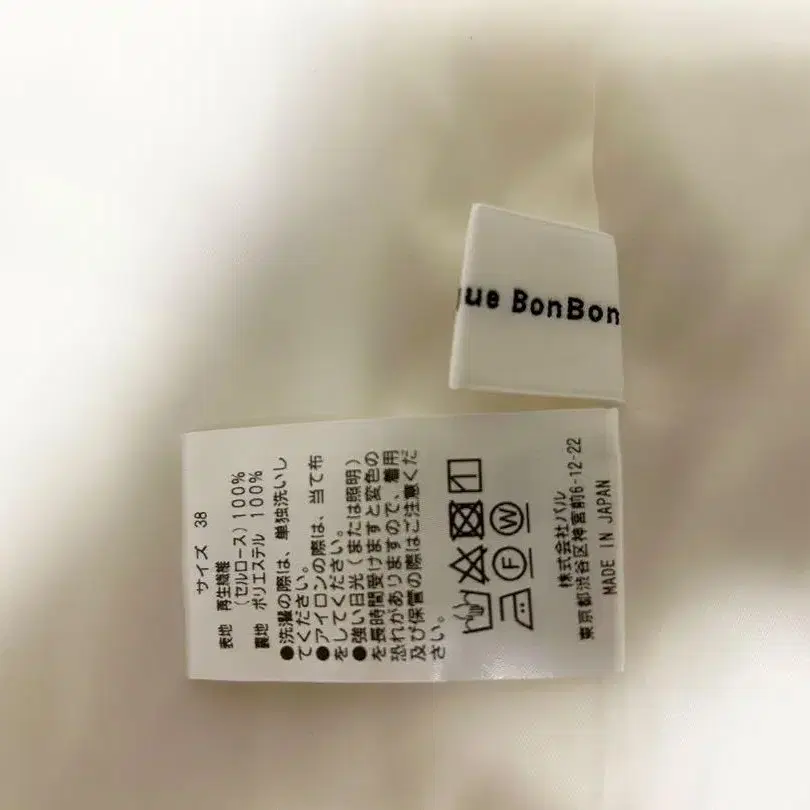 ue BonBon
サイズ 38
表地 再生繊維
(セルロース) 100%
裏地 ポリエステル 100%
●洗濯の際は、単独洗いし
てください。
●アイロンの際は、当て布
をしてください。
●強い日光(または照明)
を長時間受けますと変色の
恐れがありますので、着用
及び保管の際はご注意くだ
さい。
F W
株式会社パル
東京都渋谷区神宮前6-12-22
MADE IN JAPAN